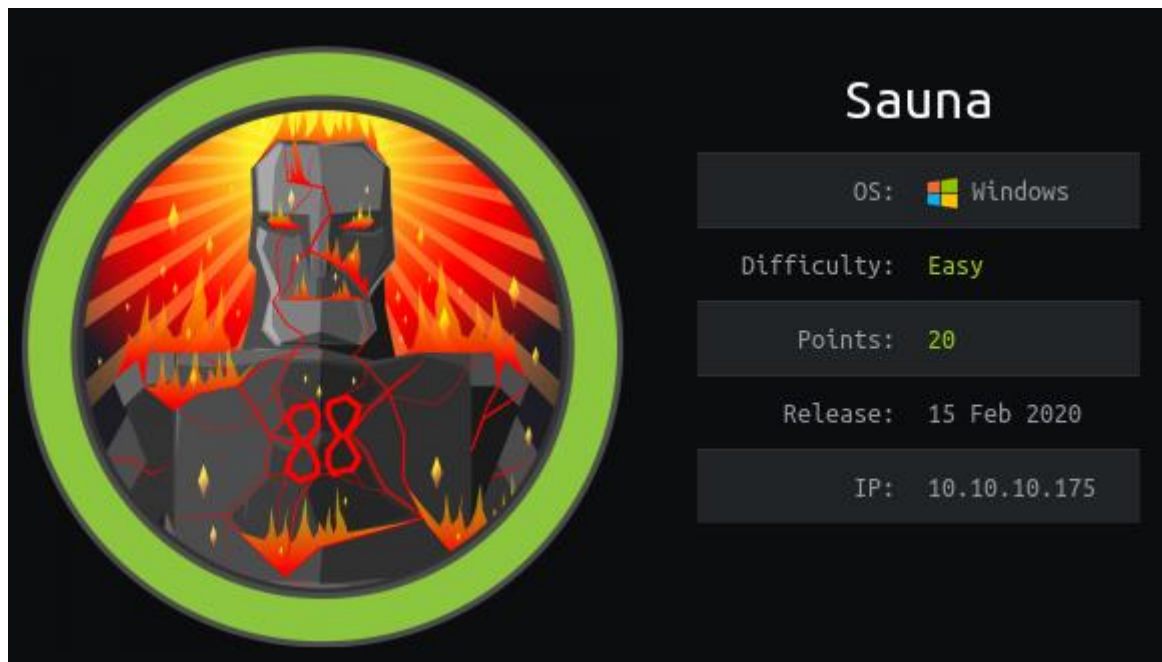 Sauna
OS: Windows
Difficulty: Easy
Points: 20
Release: 15 Feb 2020
IP: 10.10.10.175
88